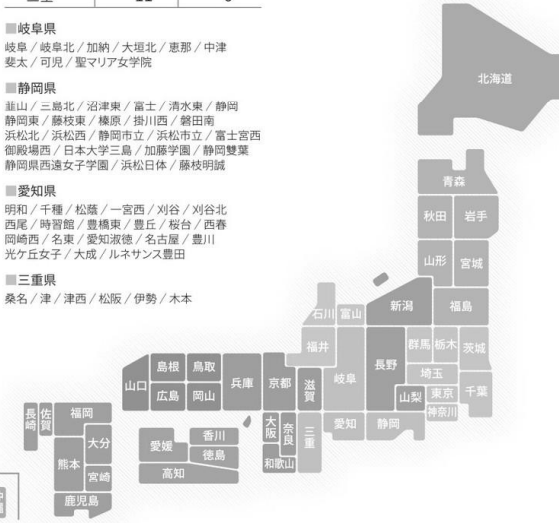 ■岐阜県
岐阜 / 岐阜北 / 加納 / 大垣北 / 恵那 / 中津
斐太 / 可児 / 聖マリア女学院
■静岡県
韮山 / 三島北 / 沼津東 / 富士 / 清水東 / 静岡
静岡東 / 藤枝東 / 榛原 / 掛川西 / 磐田南
浜松北 / 浜松西 / 静岡市立 / 浜松市立 / 富士宮西
御殿場西 / 日本大学三島 / 加藤学園 / 静岡雙葉
静岡県西遠女子学園 / 浜松日体 / 藤枝明誠
■愛知県
明和 / 千種 / 松蔭 / 一宮西 / 刈谷 / 刈谷北
西尾 / 時習館 / 豊橋東 / 豊丘 / 桜台 / 西春
岡崎西 / 名東 / 愛知淑徳 / 名古屋 / 豊川
光ケ丘女子 / 大成 / ルネサンス豊田
■三重県
桑名 / 津 / 津西 / 松阪 / 伊勢 / 木本
北海道
青森
秋田 岩手
山形 宮城
石川 富山 新潟 福島
福井 岐阜 長野 群馬 栃木 茨城
埼玉
山梨 東京 千葉
神奈川
山口 島根 鳥取 兵庫 京都 滋賀
広島 岡山
大阪 奈良 三重 愛知 静岡
和歌山
長崎 佐賀 福岡
大分
熊本 宮崎
鹿児島
愛媛 香川
徳島
高知